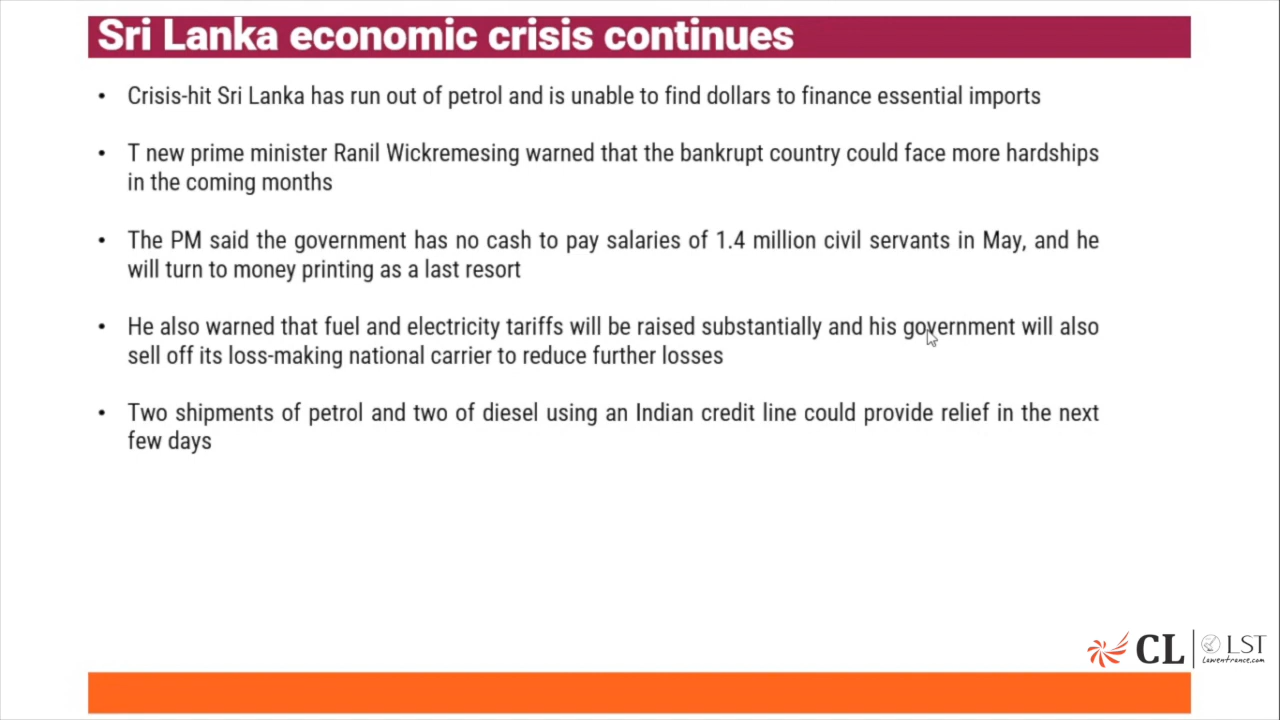 Sri Lanka economic crisis continues
• Crisis-hit Sri Lanka has run out of petrol and is unable to find dollars to finance essential imports
• T new prime minister Ranil Wickremesing warned that the bankrupt country could face more hardships
in the coming months
• The PM said the government has no cash to pay salaries of 1.4 million civil servants in May, and he
will turn to money printing as a last resort
• He also warned that fuel and electricity tariffs will be raised substantially and his government will also
sell off its loss-making national carrier to reduce further losses
• Two shipments of petrol and two of diesel using an Indian credit line could provide relief in the next
few days
CL LST
Lawentrance.com